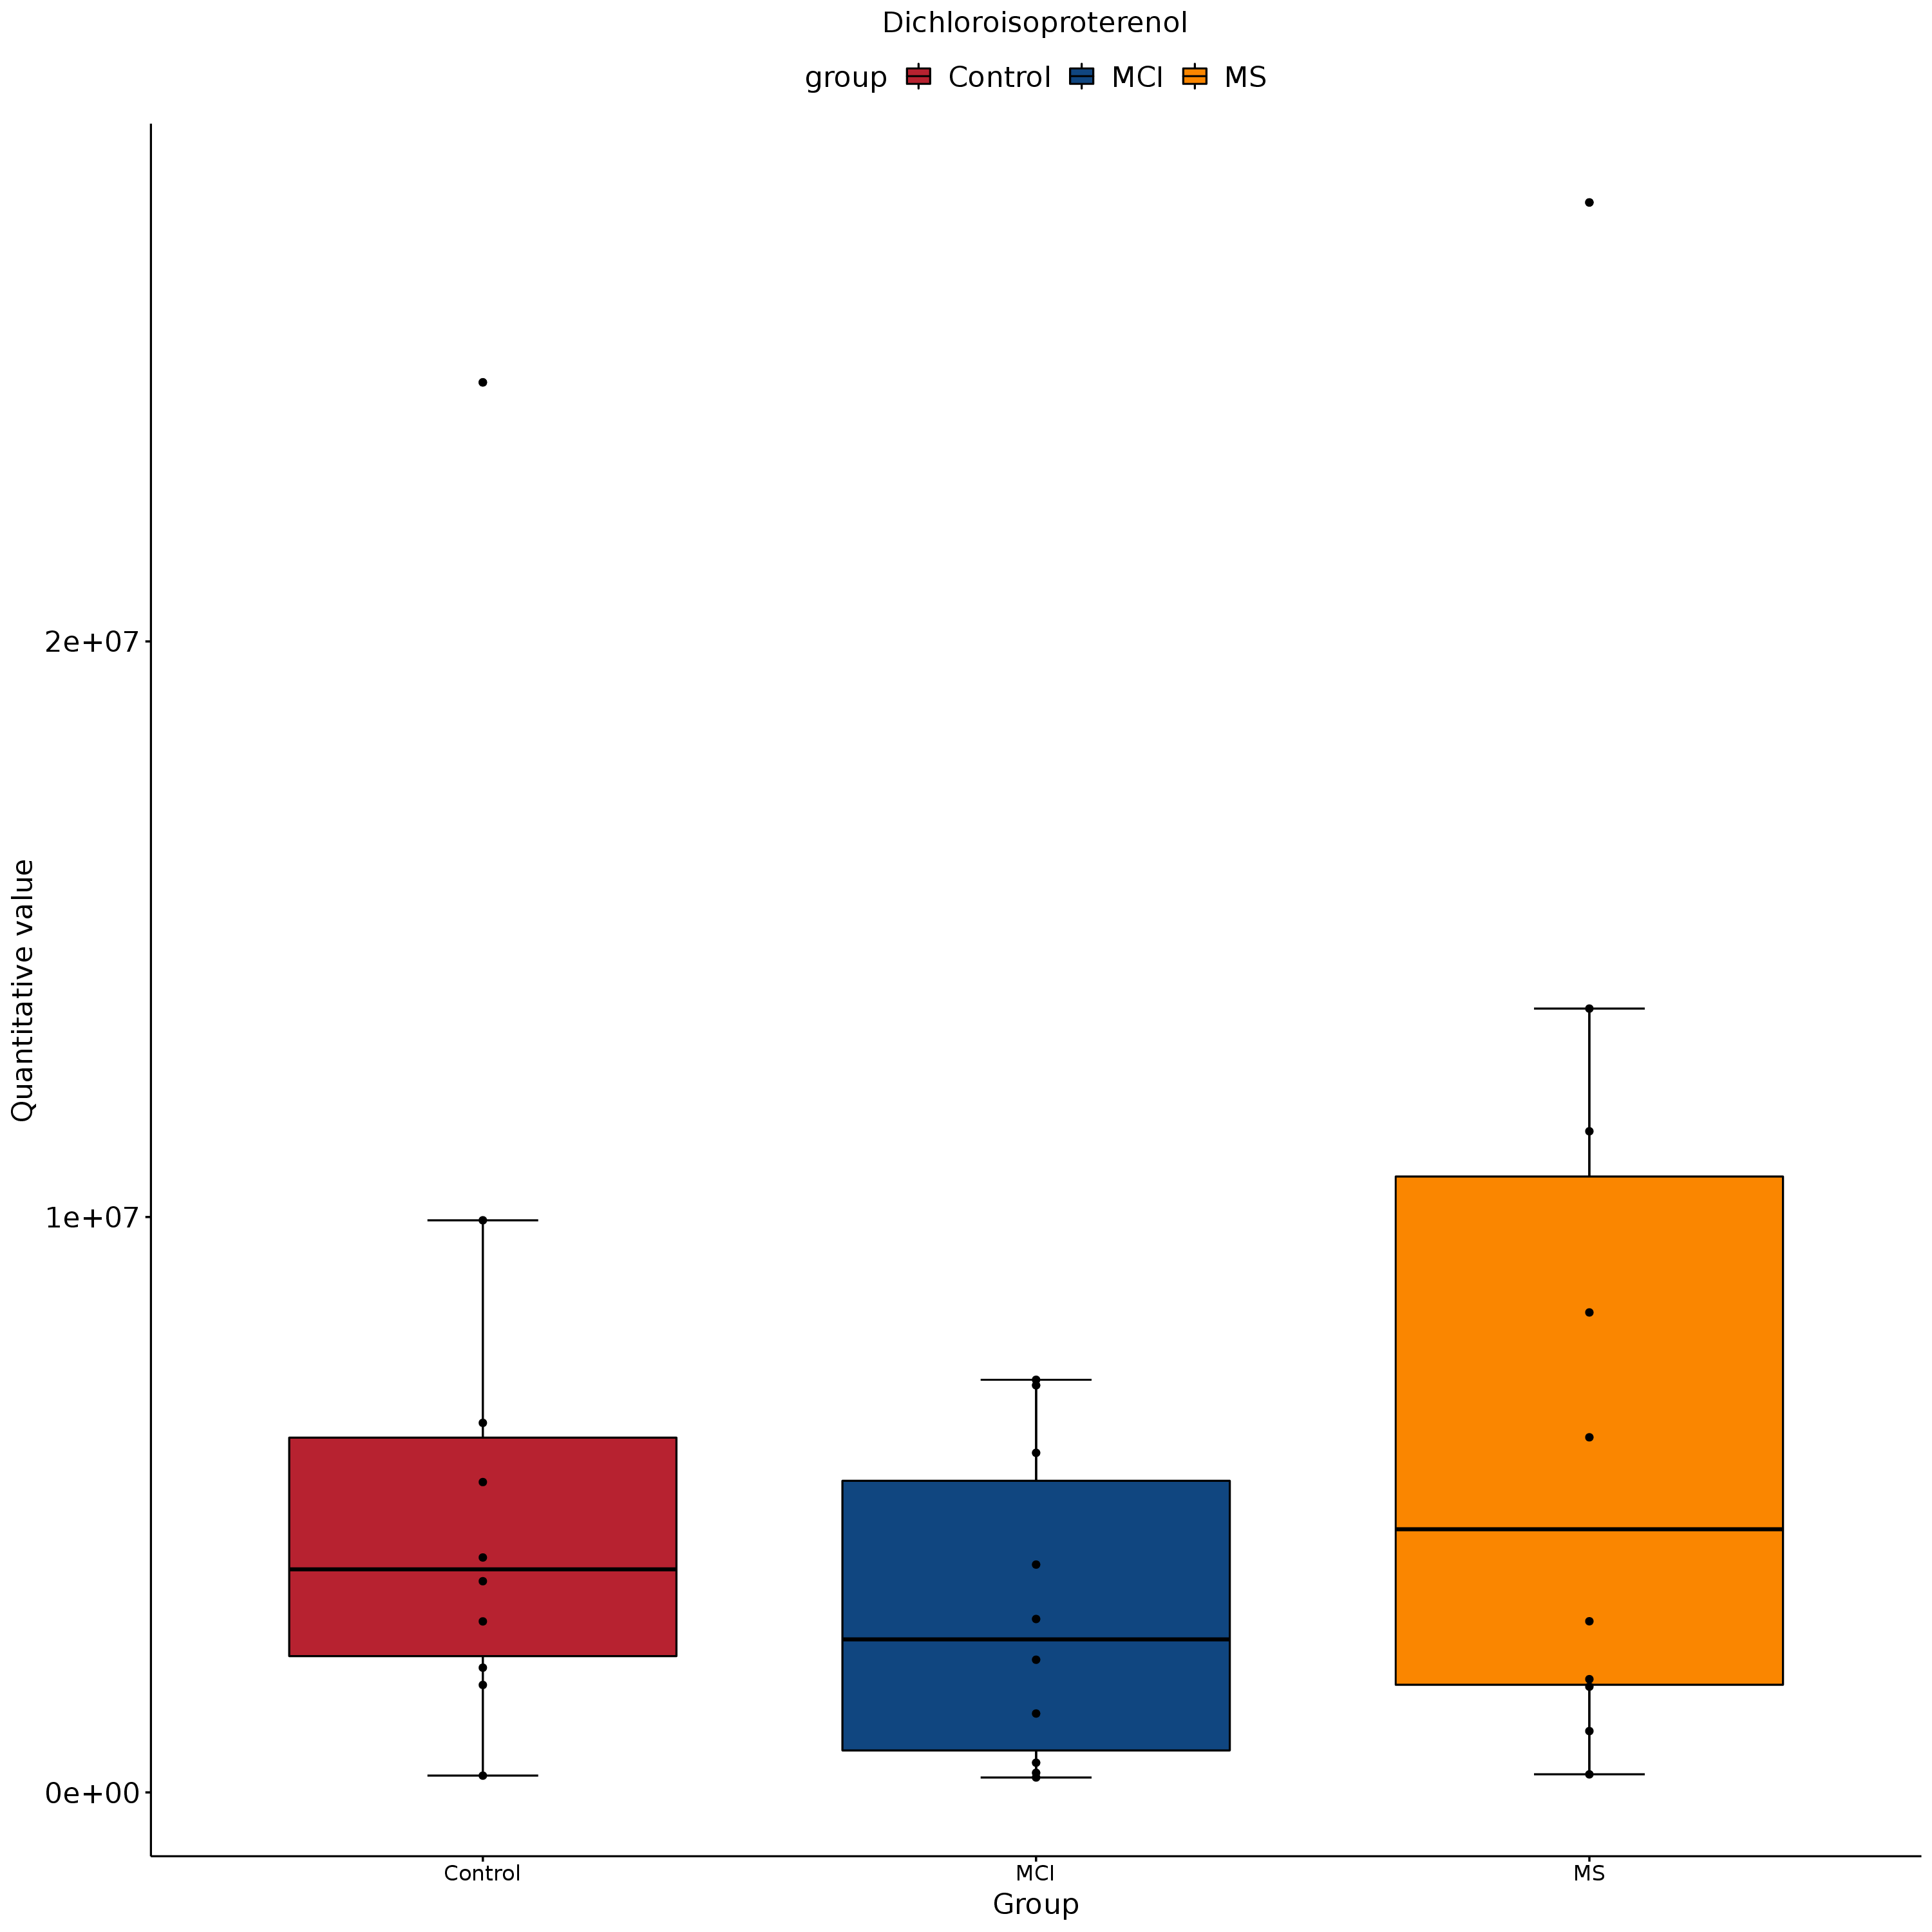 Dichloroisoproterenol
group Control MCI MS
Quantitative value
2e+07
1e+07
0e+00
Control MCI MS
Group